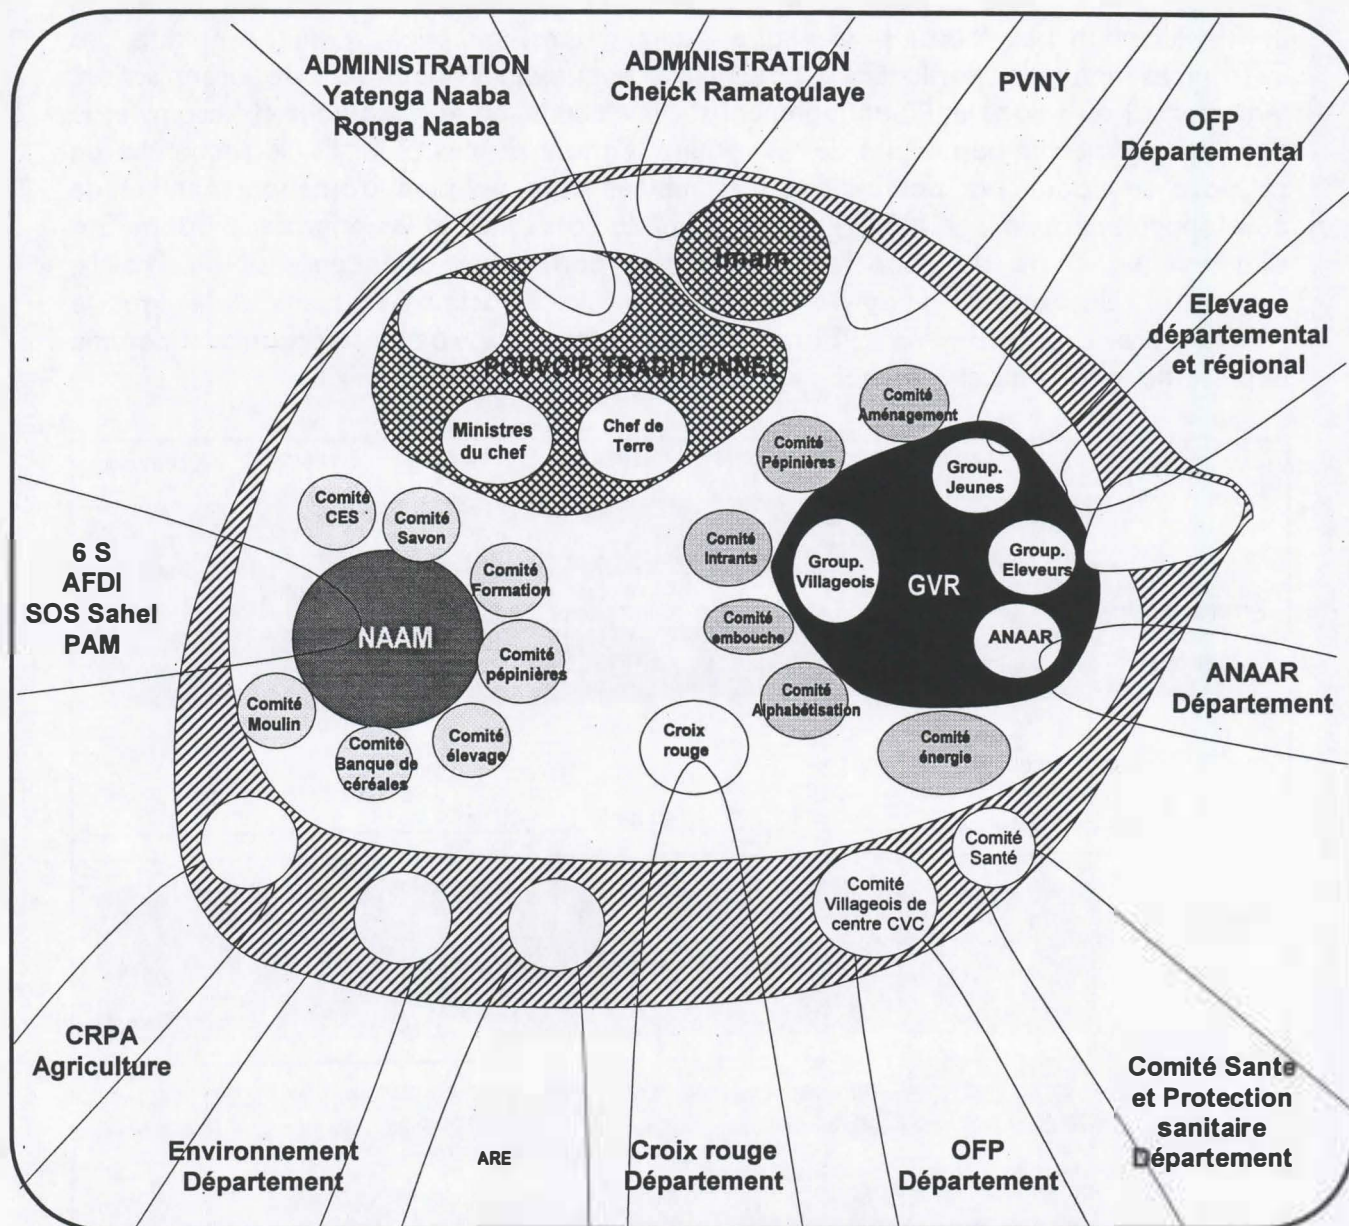 ADMINISTRATION
Yatenga Naaba
Ronga Naaba
ADMINISTRATION
Cheick Ramatoulaye
PVNY
OFP
Départemental
Elevage
départemental
et régional
Imam
POUVOIR TRADITIONNEL
Ministres
du chef
Chef de
Terre
Comité
Aménagement
Comité
Pépinières
Group.
Jeunes
Comité
CES
Comité
Savon
Comité
Intrants
Group.
Villageois
GVR
Group.
Eleveurs
6 S
AFDI
SOS Sahel
PAM
Comité
Formation
NAAM
Comité
embouche
ANAAR
Comité
pépinières
ANAAR
Département
Comité
Moulin
Comité
Alphabétisation
Comité
Banque de
céréales
Comité
élevage
Croix
rouge
Comité
énergie
Comité
Santé
Comité
Villageois de
centre CVC
CRPA
Agriculture
Comité Sante
et Protection
sanitaire
Département
Environnement
Département
ARE
Croix rouge
Département
OFP
Département